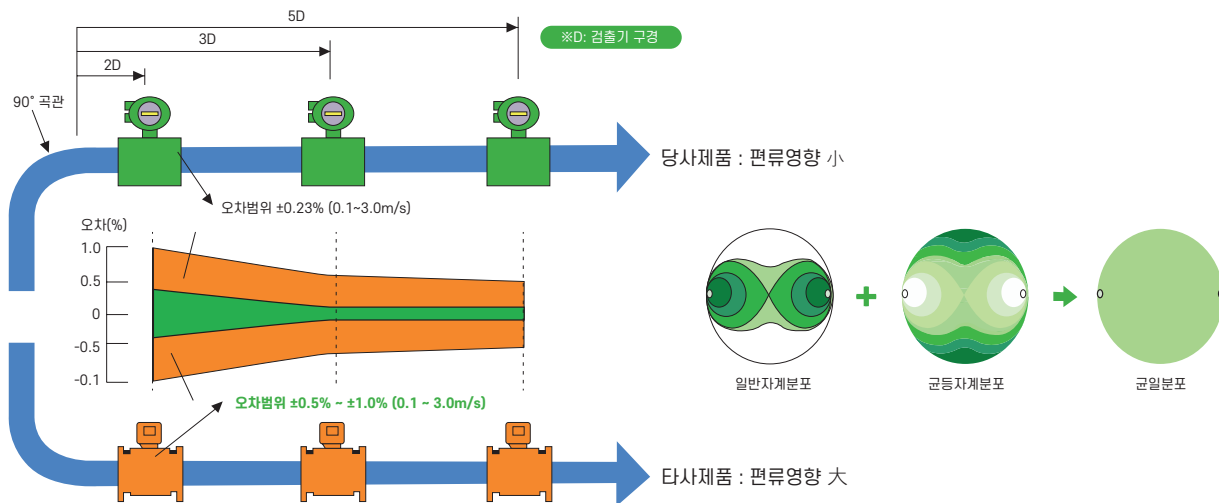 5D
※D: 검출기 구경
3D
2D
90° 곡관
당사제품 : 편류영향 小
오차범위 ±0.23% (0.1~3.0m/s)
오차(%)
1.0
0.5
0
-0.5
-0.1
일반자계분포
균등자계분포
균일분포
오차범위 ±0.5% ~ ±1.0% (0.1 ~ 3.0m/s)
타사제품 : 편류영향 大